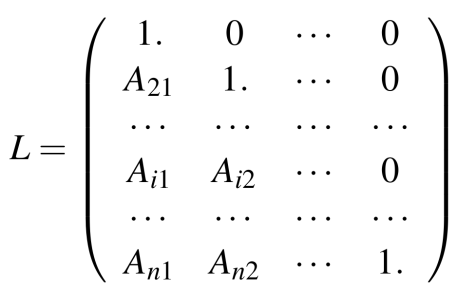 1. 0 ⋯ 0
A21 1. ⋯ 0
⋯ ⋯ ⋯ ⋯
L = Ai1 Ai2 ⋯ 0
⋯ ⋯ ⋯ ⋯
An1 An2 ⋯ 1.